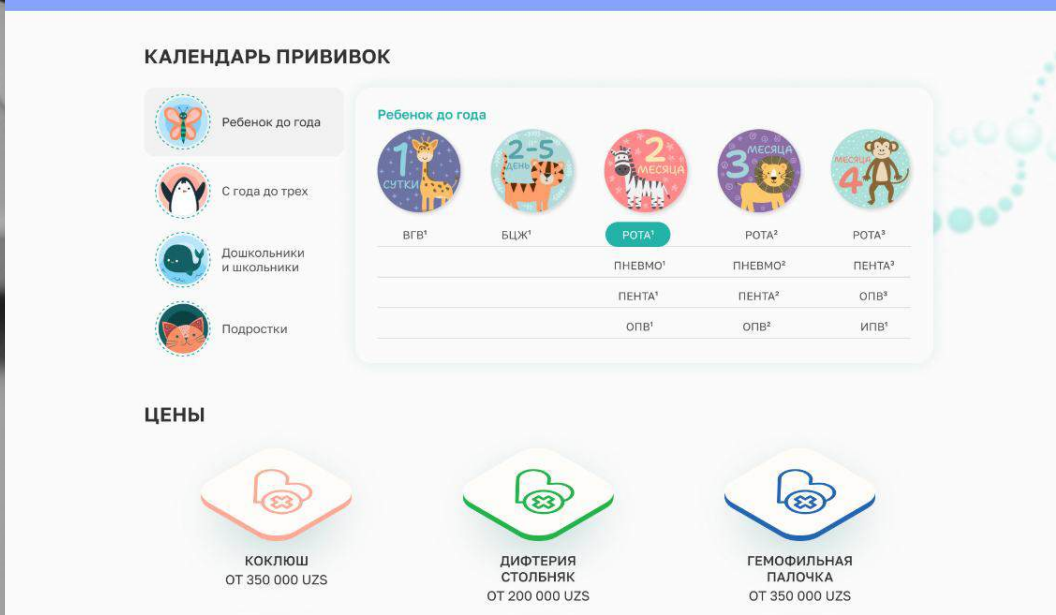 КАЛЕНДАРЬ ПРИВИВОК
Ребенок до года
С года до трех
Дошкольники
и школьники
Подростки
Ребенок до года
1 СУТКИ
2-5 ДЕНЬ
2 МЕСЯЦА
3 МЕСЯЦА
МЕСЯЦА 4
ВГВ¹ БЦЖ¹ РОТА¹ РОТА² РОТА³
ПНЕВМО¹ ПНЕВМО² ПЕНТА³
ПЕНТА¹ ПЕНТА² ОПВ³
ОПВ¹ ОПВ² ИПВ¹
ЦЕНЫ
КОКЛЮШ
ОТ 350 000 UZS
ДИФТЕРИЯ
СТОЛБНЯК
ОТ 200 000 UZS
ГЕМОФИЛЬНАЯ
ПАЛОЧКА
ОТ 350 000 UZS